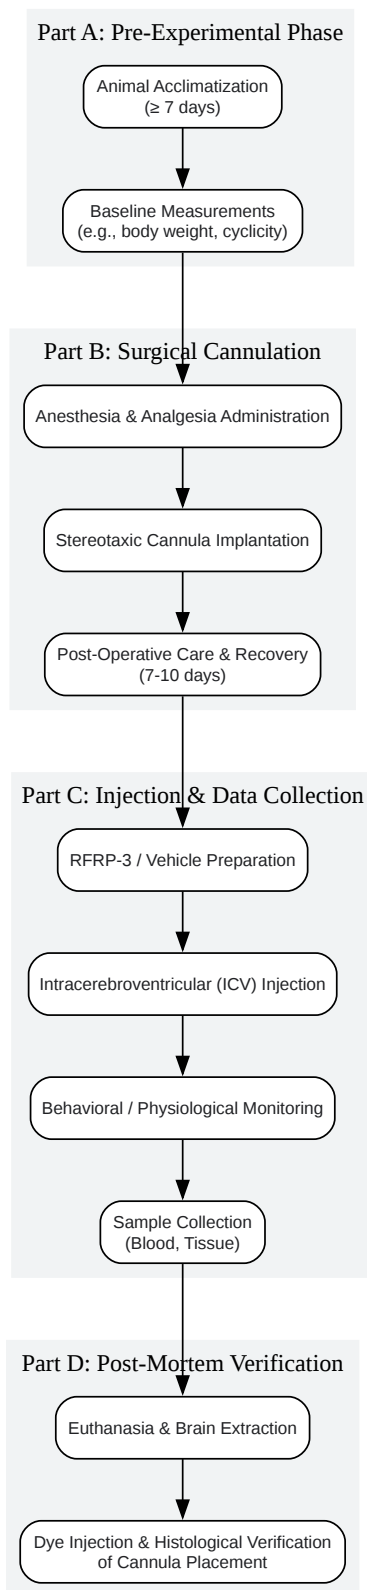 Part A: Pre-Experimental Phase
Animal Acclimatization
(≥ 7 days)
Baseline Measurements
(e.g., body weight, cyclicity)
Part B: Surgical Cannulation
Anesthesia & Analgesia Administration
Stereotaxic Cannula Implantation
Post-Operative Care & Recovery
(7-10 days)
Part C: Injection & Data Collection
RFRP-3 / Vehicle Preparation
Intracerebroventricular (ICV) Injection
Behavioral / Physiological Monitoring
Sample Collection
(Blood, Tissue)
Part D: Post-Mortem Verification
Euthanasia & Brain Extraction
Dye Injection & Histological Verification
of Cannula Placement